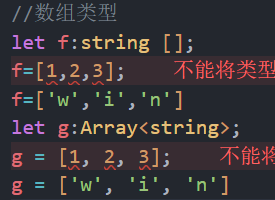 //数组类型
let f:string [];
f=[1,2,3];    不能将类型
f=['w','i','n']
let g:Array<string>;
g = [1, 2, 3];    不能将
g = ['w', 'i', 'n']